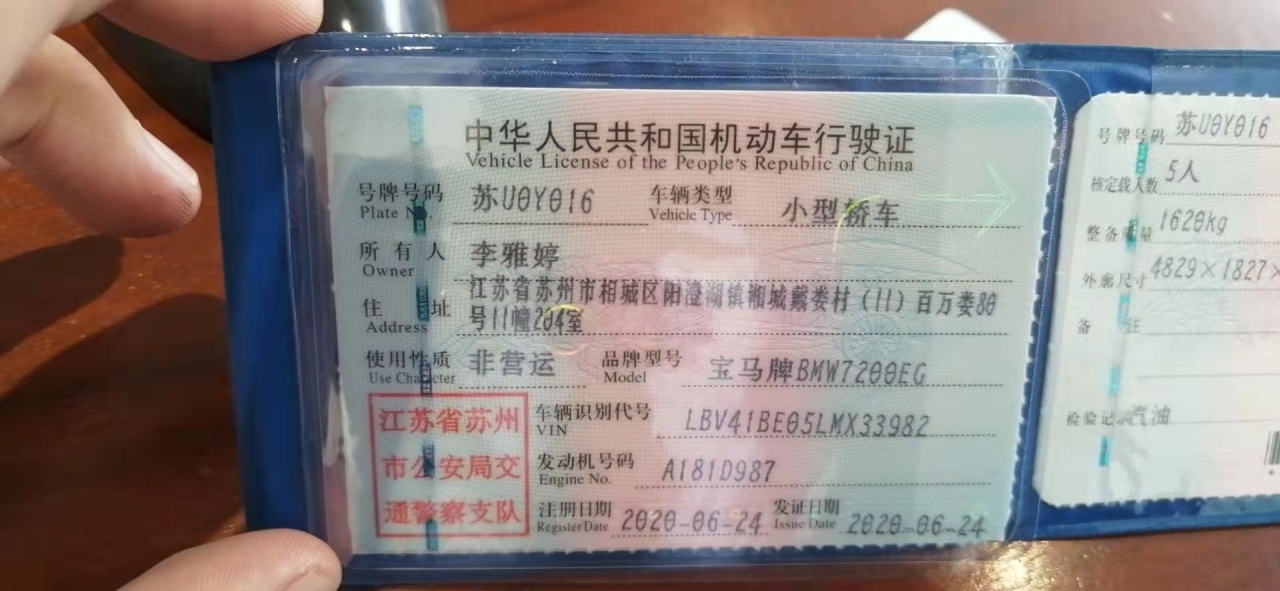 中华人民共和国机动车行驶证
Vehicle License of the People's Republic of China
号牌号码 苏U0Y016 车辆类型 小型轿车
Plate No. Vehicle Type
所有人 李雅婷
Owner
住址 江苏省苏州市相城区阳澄湖镇湘城戴娄村（11）百万娄80
Address 号11幢204室
使用性质 非营运 品牌型号 宝马牌BMW7200EG
Use Character Model
江苏省苏州
市公安局交
通警察支队
车辆识别代号 LBV41BE05LMX33982
VIN
发动机号码 A181D987
Engine No.
注册日期 2020-06-24 发证日期 2020-06-24
Register Date Issue Date
号牌号码 苏U0Y016
核定载人数 5人
整备质量 1620kg
外廓尺寸 4829×1827×
备注
检验记录 汽油